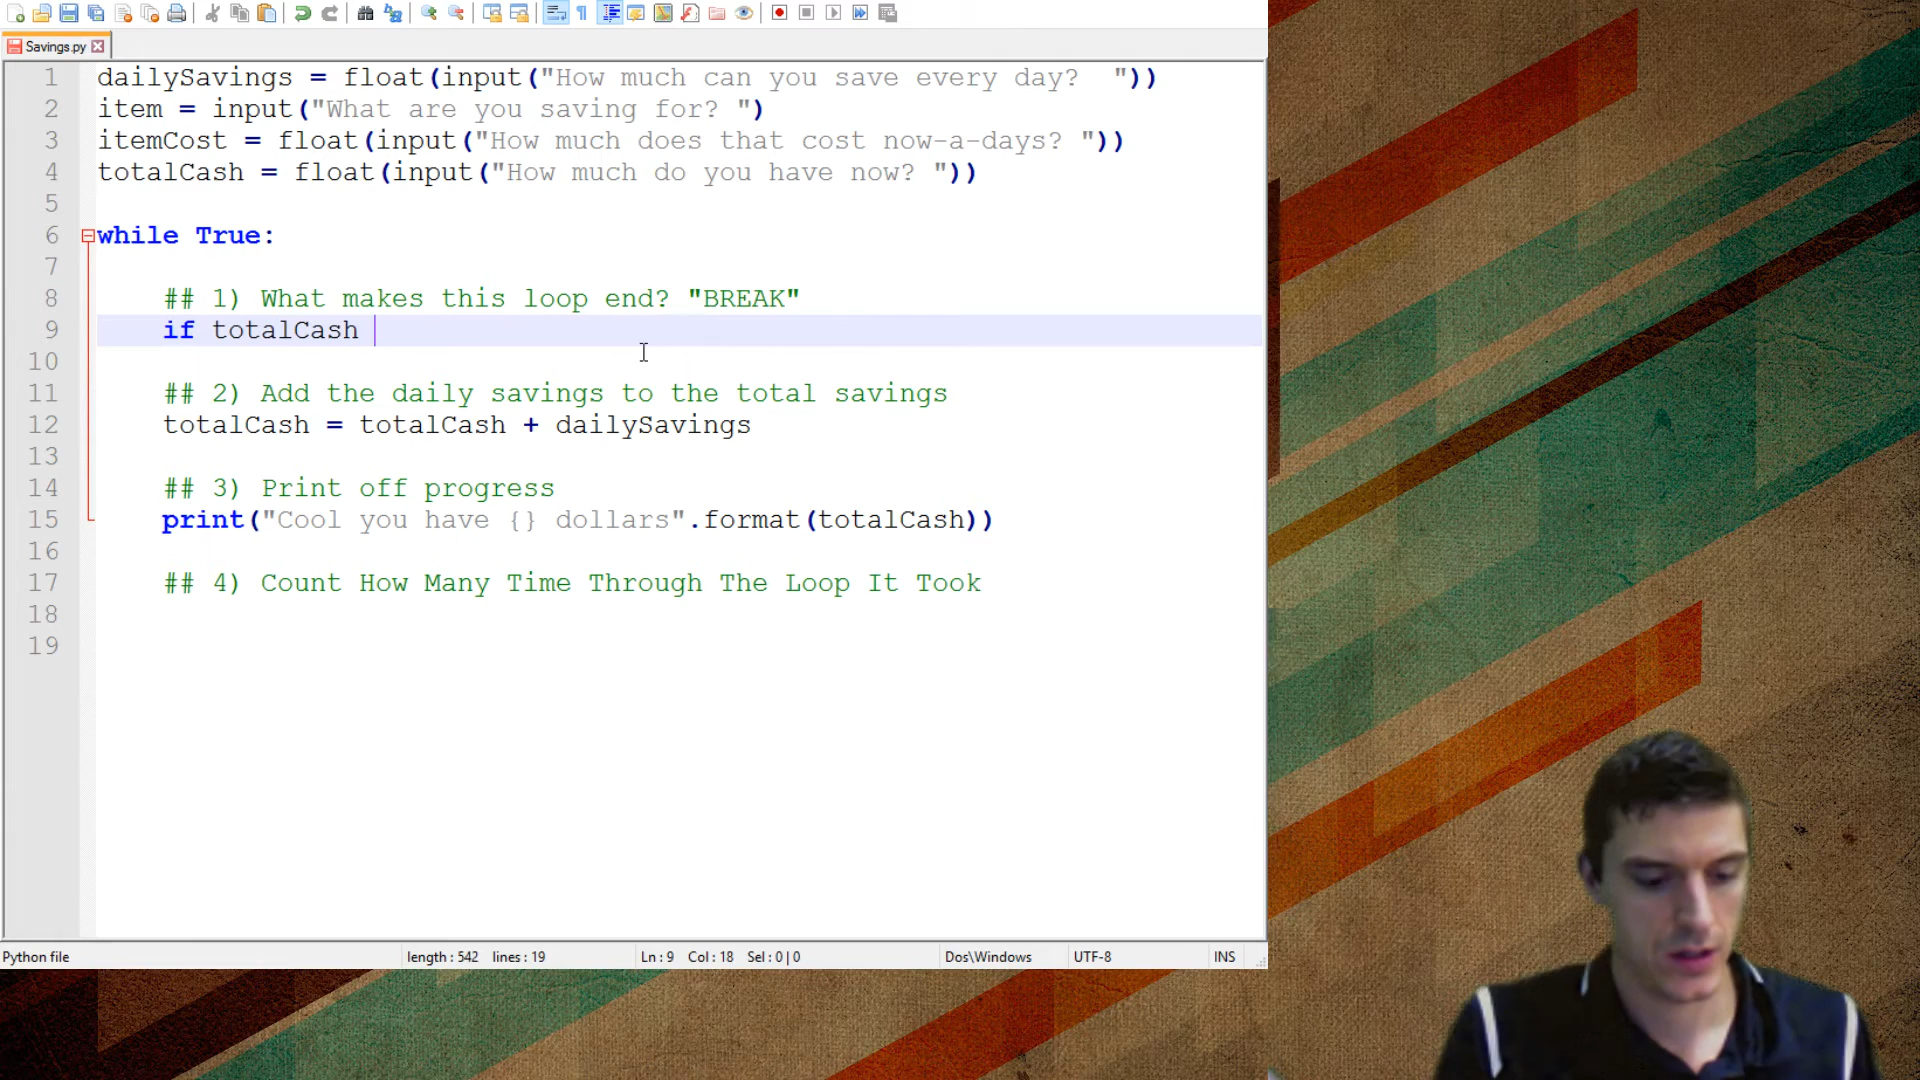 Savings.py
1 dailySavings = float(input("How much can you save every day?  "))
2 item = input("What are you saving for? ")
3 itemCost = float(input("How much does that cost now-a-days? "))
4 totalCash = float(input("How much do you have now? "))
5
6 while True:
7
8 ## 1) What makes this loop end? "BREAK"
9 if totalCash
10
11 ## 2) Add the daily savings to the total savings
12 totalCash = totalCash + dailySavings
13
14 ## 3) Print off progress
15 print("Cool you have {} dollars".format(totalCash))
16
17 ## 4) Count How Many Time Through The Loop It Took
18
19
Python file length : 542 lines : 19 Ln : 9 Col : 18 Sel : 0 | 0 Dos\Windows UTF-8 INS